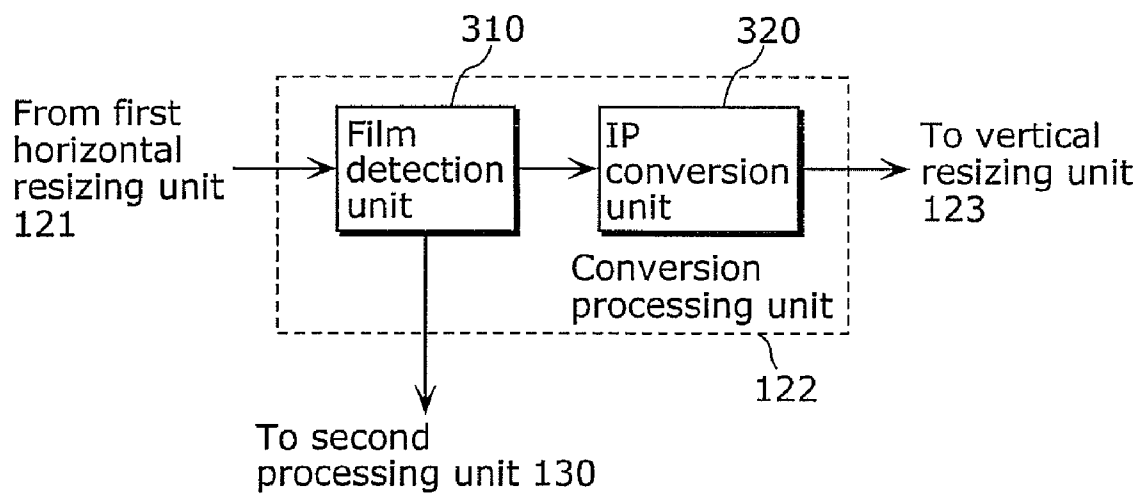 310
320
From first
horizontal
resizing unit
121
Film
detection
unit
IP
conversion
unit
To vertical
resizing unit
123
Conversion
processing unit
122
To second
processing unit 130